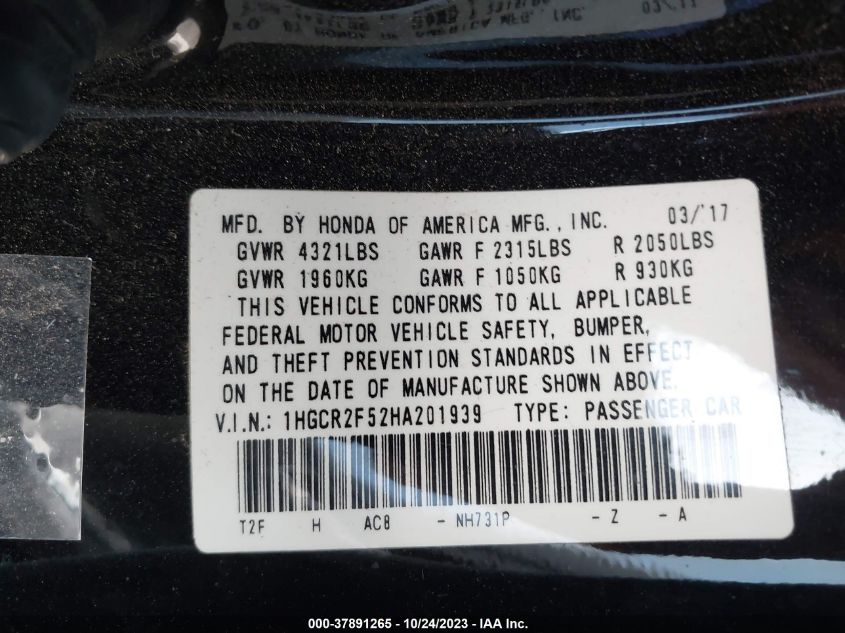 MFD. BY HONDA OF AMERICA MFG., INC. 03/'17
GVWR 4321LBS GAWR F 2315LBS R 2050LBS
GVWR 1960KG GAWR F 1050KG R 930KG
THIS VEHICLE CONFORMS TO ALL APPLICABLE
FEDERAL MOTOR VEHICLE SAFETY, BUMPER,
AND THEFT PREVENTION STANDARDS IN EFFECT
ON THE DATE OF MANUFACTURE SHOWN ABOVE.
V.I.N.: 1HGCR2F52HA201939 TYPE: PASSENGER CAR
T2F H AC8 - NH731P - Z - A
000-37891265 - 10/24/2023 - IAA Inc.